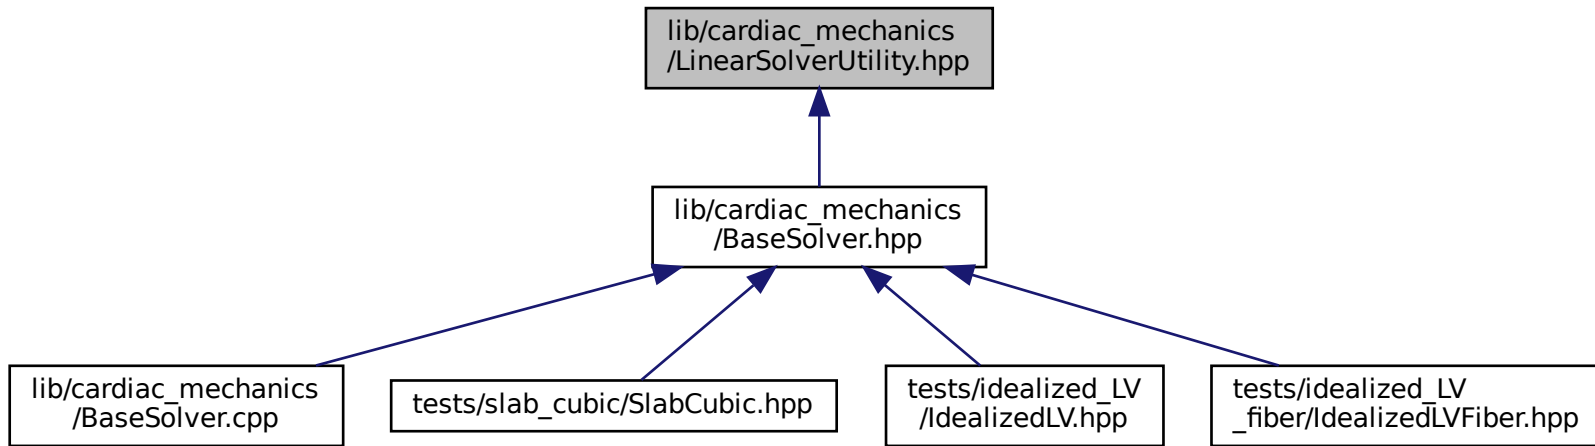 lib/cardiac_mechanics
/LinearSolverUtility.hpp
lib/cardiac_mechanics
/BaseSolver.hpp
lib/cardiac_mechanics
/BaseSolver.cpp
tests/slab_cubic/SlabCubic.hpp
tests/idealized_LV
/IdealizedLV.hpp
tests/idealized_LV
_fiber/IdealizedLVFiber.hpp